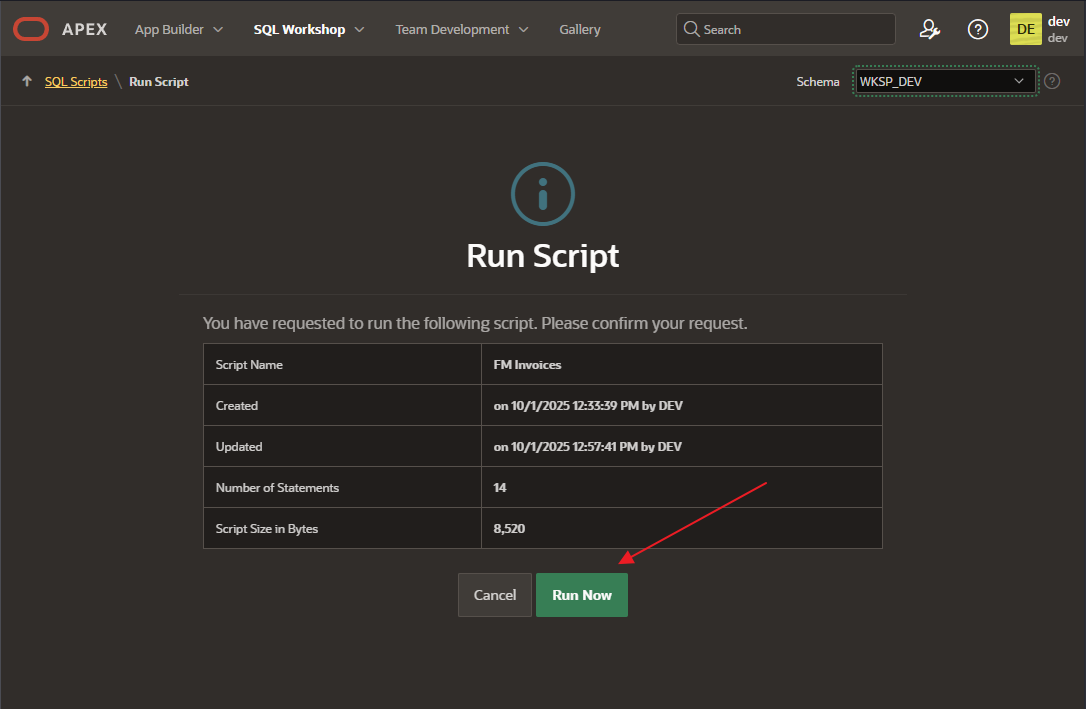 APEX App Builder SQL Workshop Team Development Gallery Search DE dev
dev
SQL Scripts \ Run Script Schema WKSP_DEV
Run Script
You have requested to run the following script. Please confirm your request.
Script Name FM Invoices
Created on 10/1/2025 12:33:39 PM by DEV
Updated on 10/1/2025 12:57:41 PM by DEV
Number of Statements 14
Script Size in Bytes 8,520
Cancel Run Now